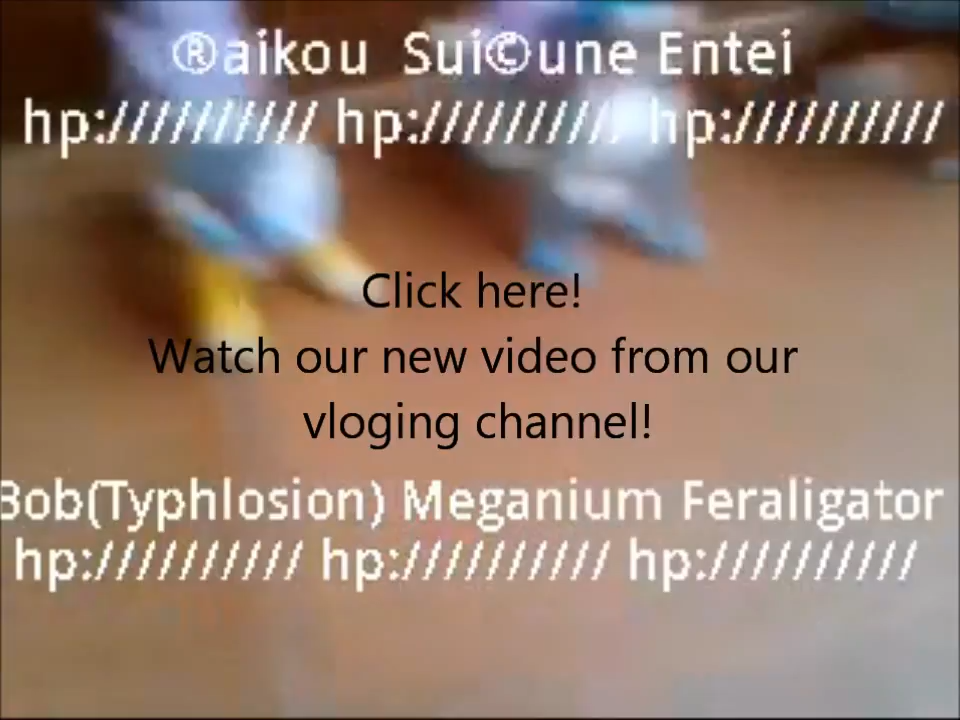 ®aikou Sui©une Entei
hp:////////// hp:////////// hp://////////
Click here!
Watch our new video from our
vloging channel!
Bob(Typhlosion) Meganium Feraligator
hp:////////// hp:////////// hp://////////